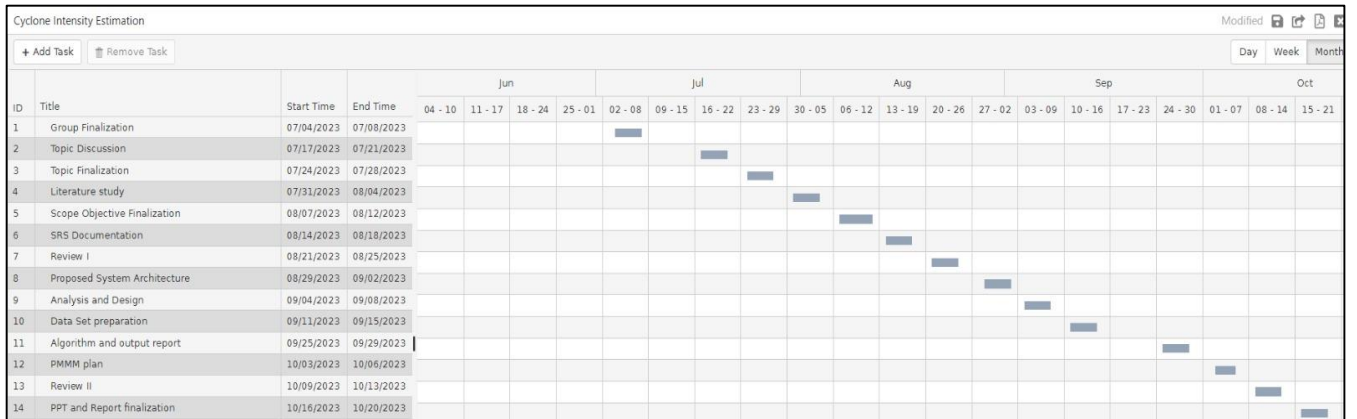 Cyclone Intensity Estimation Modified
+ Add Task Remove Task Day Week Month
Jun Jul Aug Sep Oct
ID Title Start Time End Time 04 - 10 11 - 17 18 - 24 25 - 01 02 - 08 09 - 15 16 - 22 23 - 29 30 - 05 06 - 12 13 - 19 20 - 26 27 - 02 03 - 09 10 - 16 17 - 23 24 - 30 01 - 07 08 - 14 15 - 21
1 Group Finalization 07/04/2023 07/08/2023
2 Topic Discussion 07/17/2023 07/21/2023
3 Topic Finalization 07/24/2023 07/28/2023
4 Literature study 07/31/2023 08/04/2023
5 Scope Objective Finalization 08/07/2023 08/12/2023
6 SRS Documentation 08/14/2023 08/18/2023
7 Review I 08/21/2023 08/25/2023
8 Proposed System Architecture 08/29/2023 09/02/2023
9 Analysis and Design 09/04/2023 09/08/2023
10 Data Set preparation 09/11/2023 09/15/2023
11 Algorithm and output report 09/25/2023 09/29/2023
12 PMMM plan 10/03/2023 10/06/2023
13 Review II 10/09/2023 10/13/2023
14 PPT and Report finalization 10/16/2023 10/20/2023